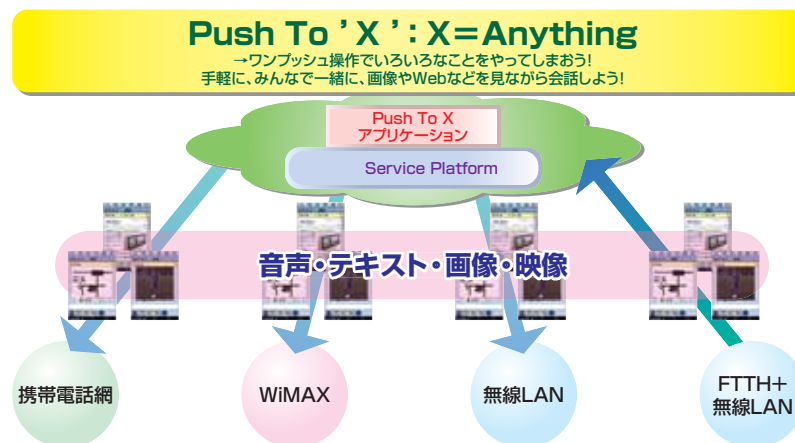 Push To 'X': X=Anything
→ワンプッシュ操作でいろいろなことをやってしまおう!
手軽に、みんなで一緒に、画像やWebなどを見ながら会話しよう!
Push To X
アプリケーション
Service Platform
音声・テキスト・画像・映像
携帯電話網
WiMAX
無線LAN
FTTH+
無線LAN